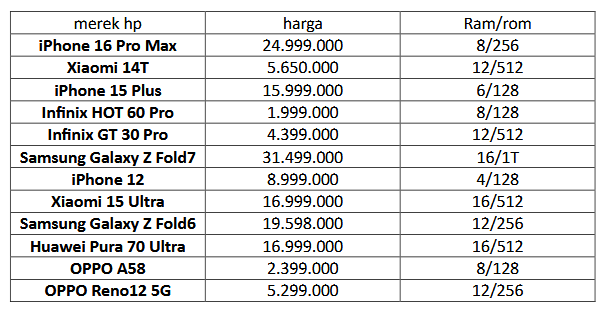 merek hp harga Ram/rom
iPhone 16 Pro Max 24.999.000 8/256
Xiaomi 14T 5.650.000 12/512
iPhone 15 Plus 15.999.000 6/128
Infinix HOT 60 Pro 1.999.000 8/128
Infinix GT 30 Pro 4.399.000 12/512
Samsung Galaxy Z Fold7 31.499.000 16/1T
iPhone 12 8.999.000 4/128
Xiaomi 15 Ultra 16.999.000 16/512
Samsung Galaxy Z Fold6 19.598.000 12/256
Huawei Pura 70 Ultra 16.999.000 16/512
OPPO A58 2.399.000 8/128
OPPO Reno12 5G 5.299.000 12/256